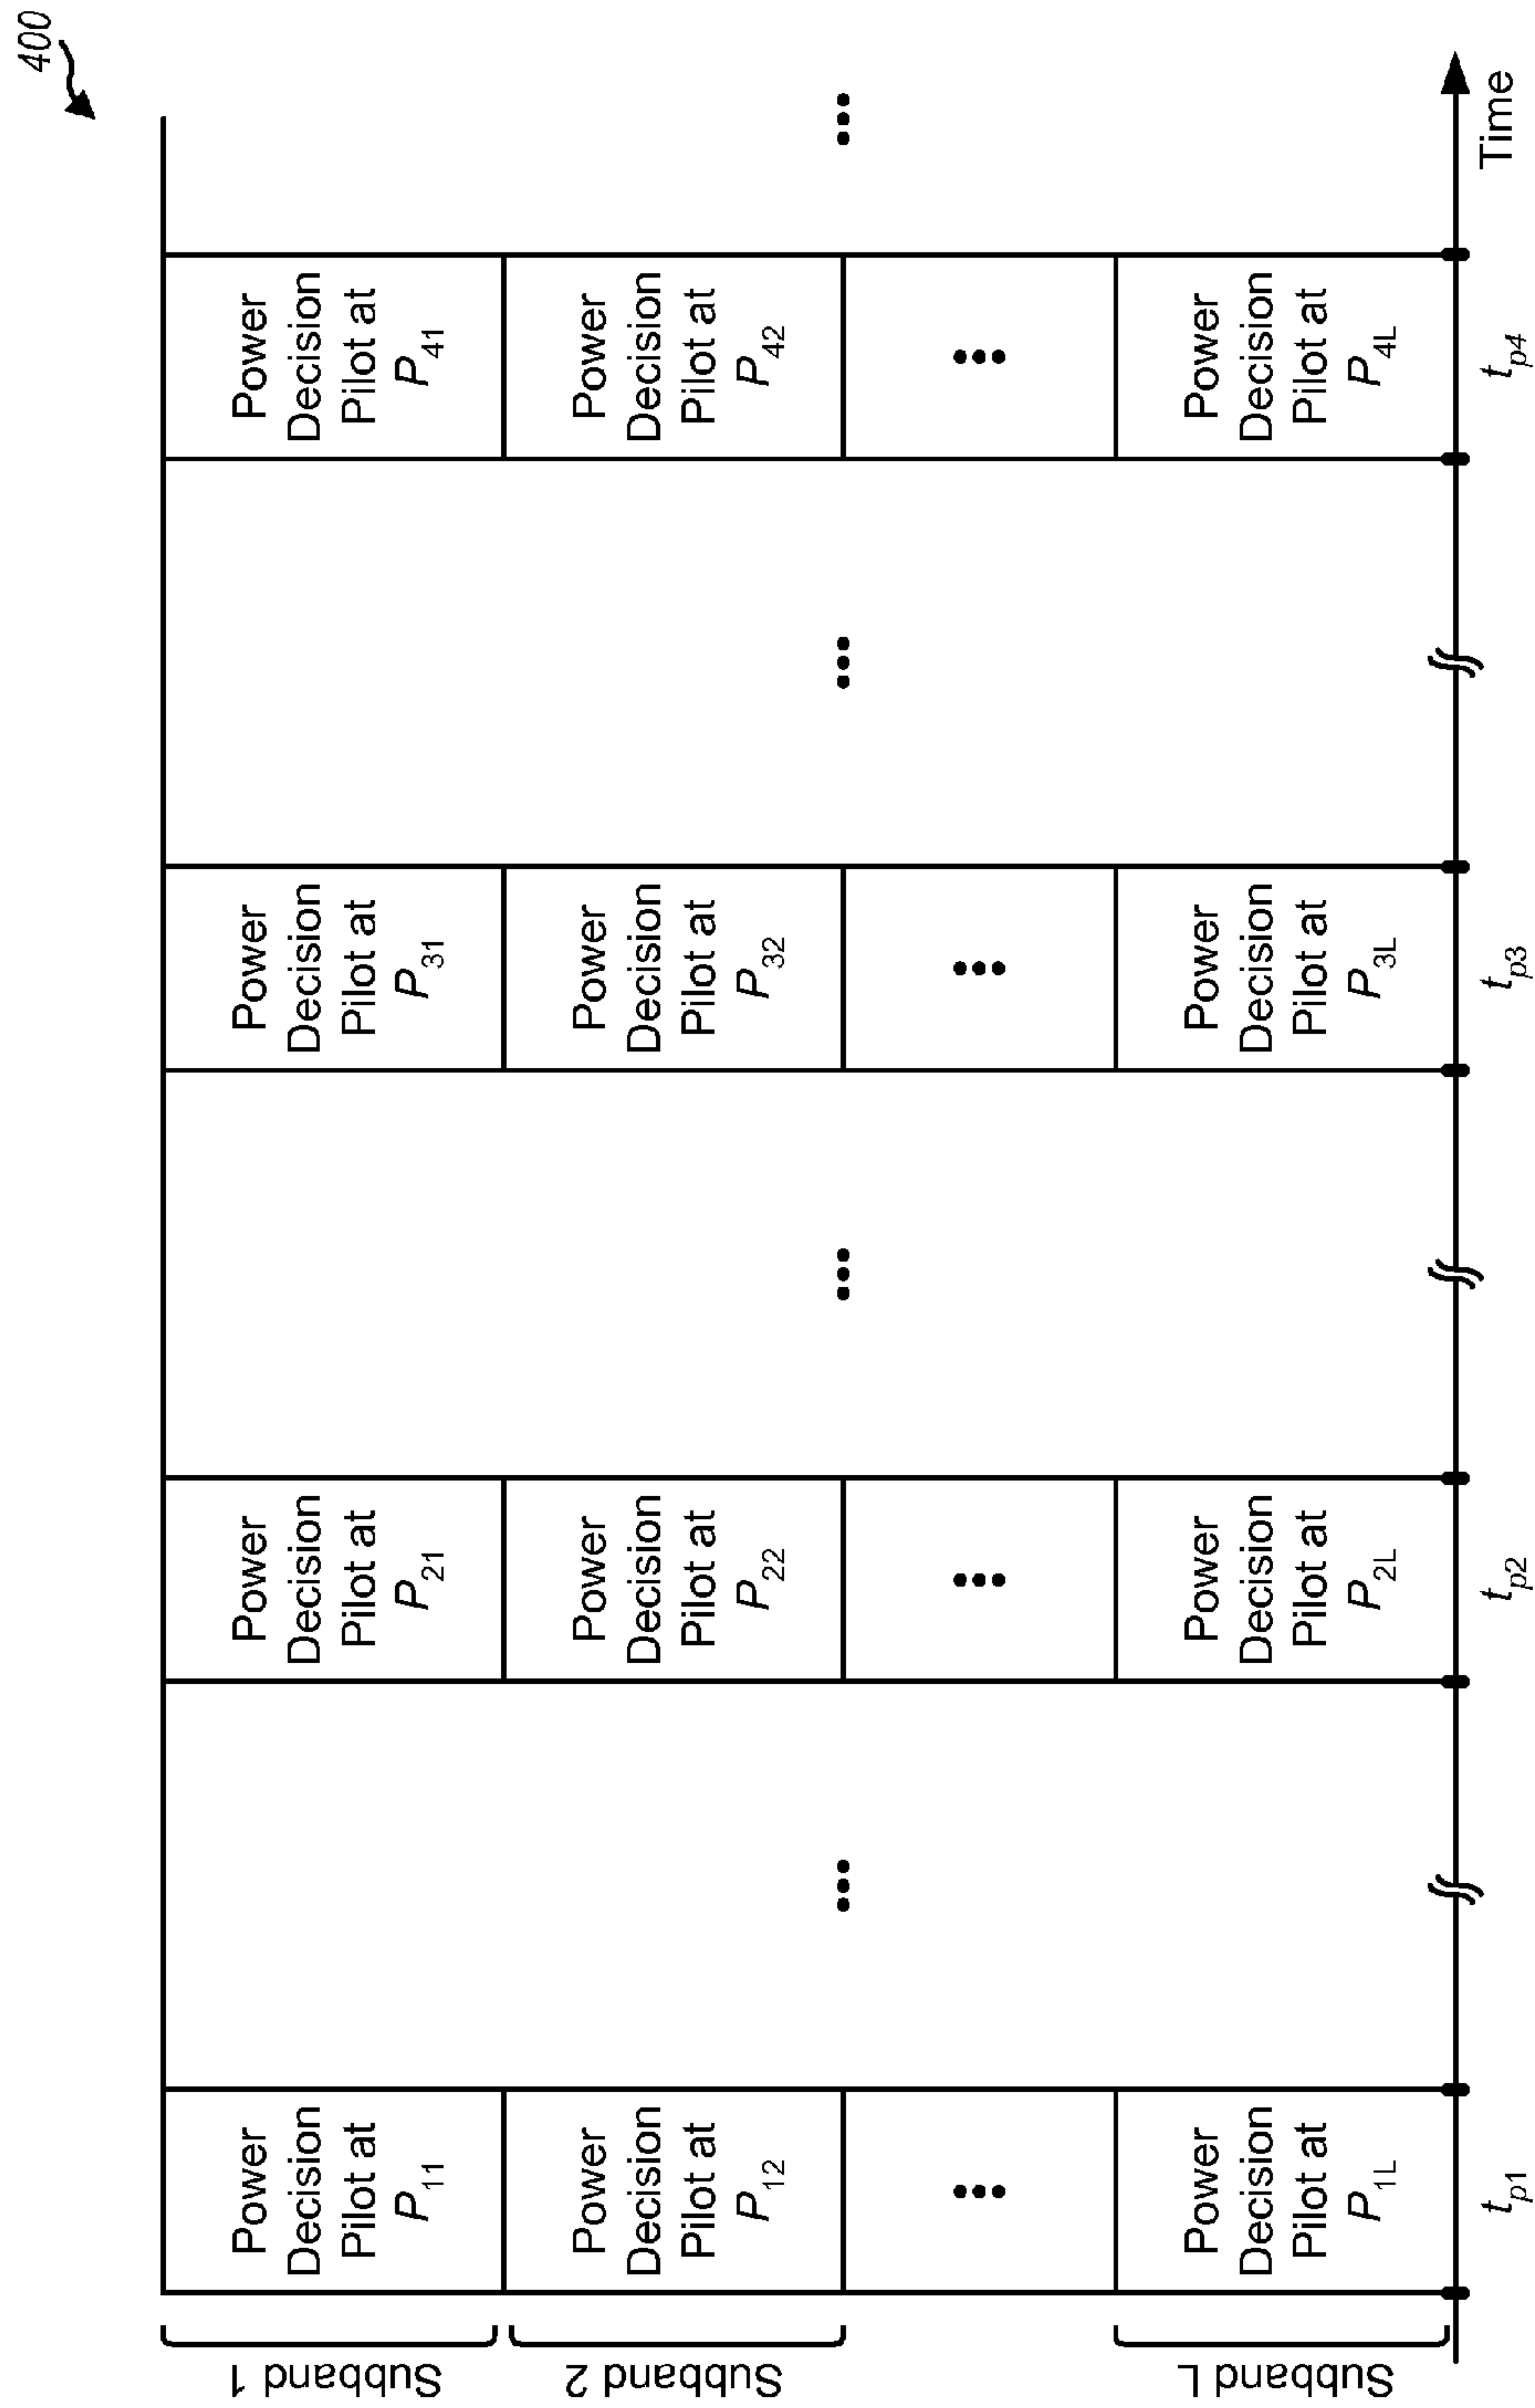 400
Subband 1
Power
Decision
Pilot at
P11
Power
Decision
Pilot at
P21
Power
Decision
Pilot at
P31
Power
Decision
Pilot at
P41
Subband 2
Power
Decision
Pilot at
P12
Power
Decision
Pilot at
P22
Power
Decision
Pilot at
P32
Power
Decision
Pilot at
P42
Subband L
Power
Decision
Pilot at
P1L
Power
Decision
Pilot at
P2L
Power
Decision
Pilot at
P3L
Power
Decision
Pilot at
P4L
tp1
tp2
tp3
tp4
Time